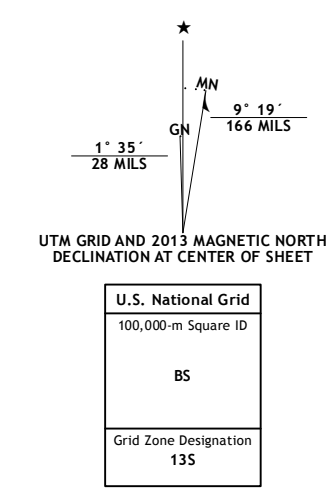 ★
MN
9° 19´
166 MILS
GN
1° 35´
28 MILS
UTM GRID AND 2013 MAGNETIC NORTH
DECLINATION AT CENTER OF SHEET
U.S. National Grid
100,000-m Square ID
BS
Grid Zone Designation
13S